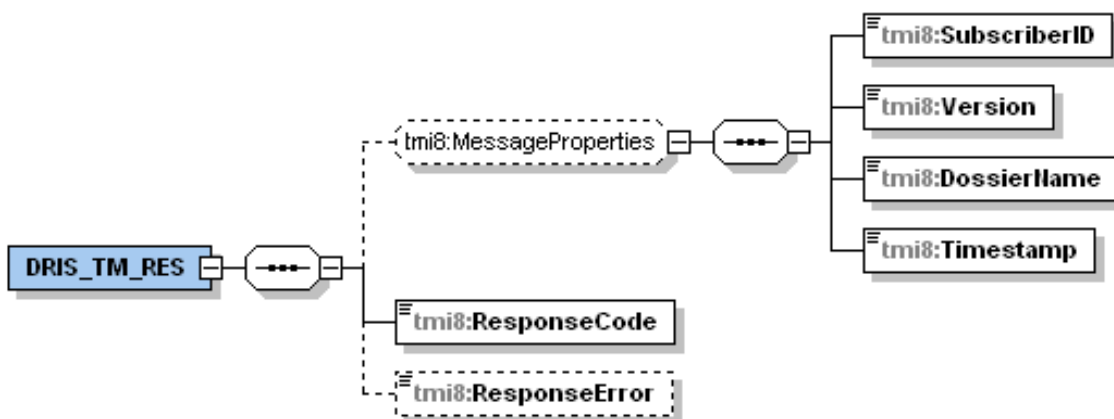 tmi8:SubscriberID
tmi8:Version
tmi8:MessageProperties
tmi8:DossierName
tmi8:Timestamp
DRIS_TM_RES
tmi8:ResponseCode
tmi8:ResponseError